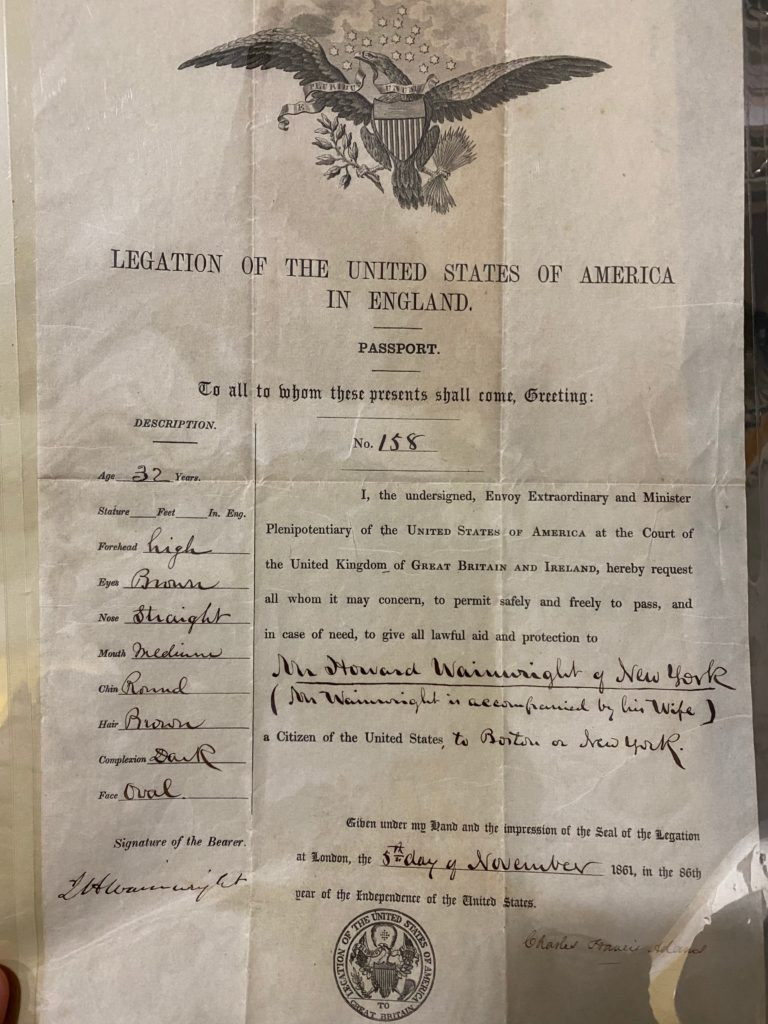 E PLURIBUS UNUM
LEGATION OF THE UNITED STATES OF AMERICA
IN ENGLAND.
PASSPORT.
To all to whom these presents shall come, Greeting:
DESCRIPTION.
Age 32 Years.
Stature Feet In. Eng.
Forehead high
Eyes Brown
Nose Straight
Mouth Medium
Chin Round
Hair Brown
Complexion Dark
Face Oval
Signature of the Bearer.
Wainwright
No. 158
I, the undersigned, Envoy Extraordinary and Minister
Plenipotentiary of the UNITED STATES OF AMERICA at the Court of
the United Kingdom of GREAT BRITAIN AND IRELAND, hereby request
all whom it may concern, to permit safely and freely to pass, and
in case of need, to give all lawful aid and protection to
Mr Howard Wainwright of New York
(Mr Wainwright is accompanied by his Wife)
a Citizen of the United States, to Boston or New York.
Given under my Hand and the impression of the Seal of the Legation
at London, the 5th day of November 1861, in the 86th
year of the Independence of the United States.
Charles Francis Adams
LEGATION OF THE UNITED STATES OF AMERICA
TO
GREAT BRITAIN